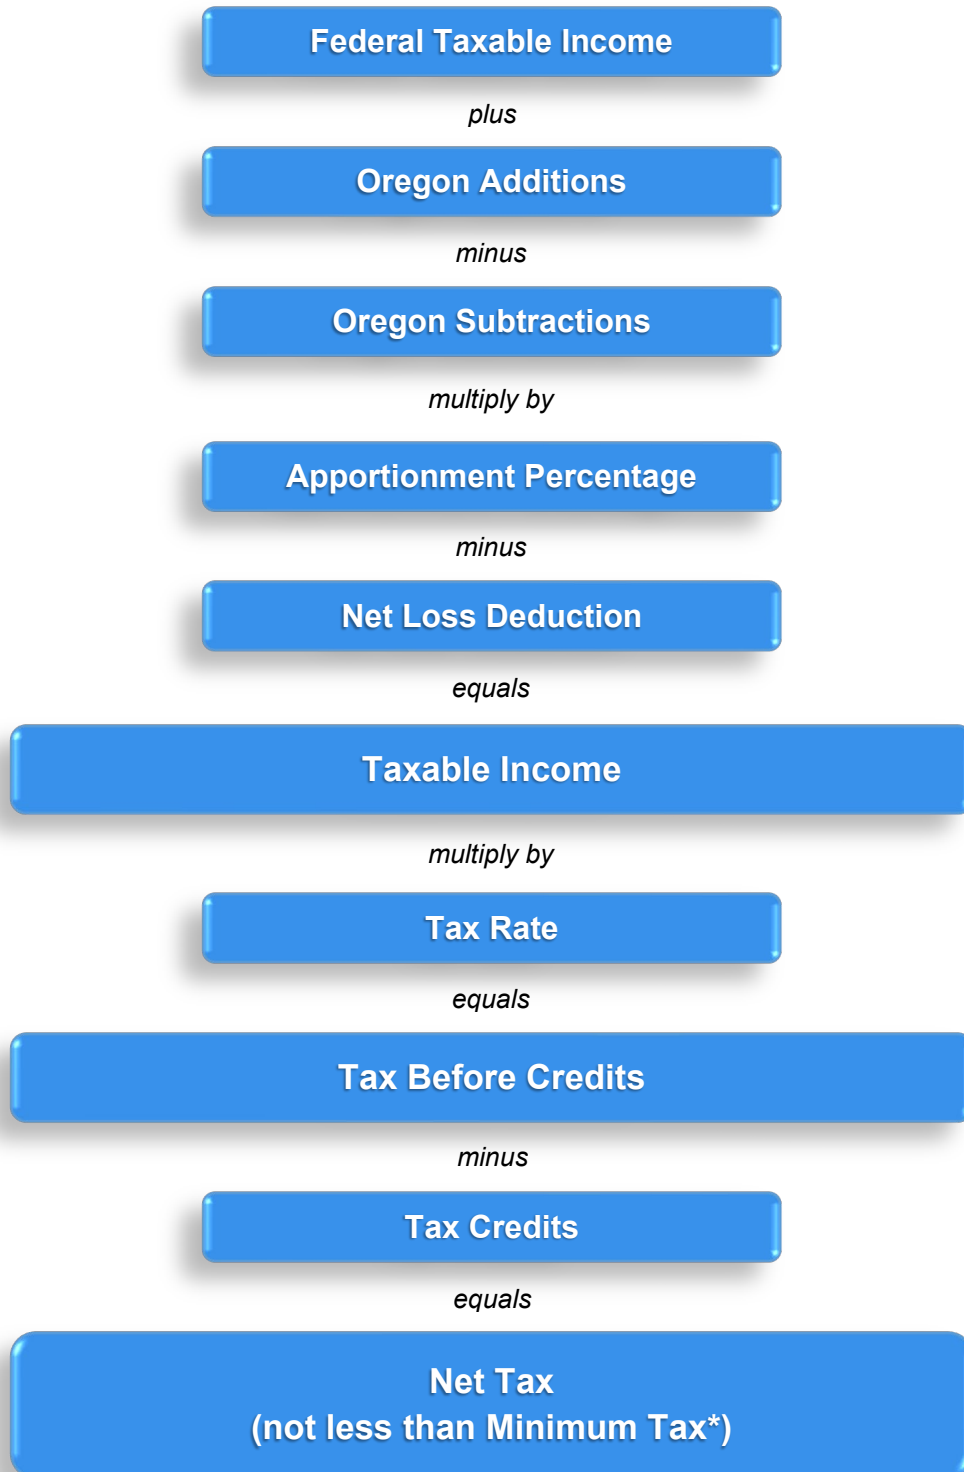 Federal Taxable Income
plus
Oregon Additions
minus
Oregon Subtractions
multiply by
Apportionment Percentage
minus
Net Loss Deduction
equals
Taxable Income
multiply by
Tax Rate
equals
Tax Before Credits
minus
Tax Credits
equals
Net Tax
(not less than Minimum Tax*)